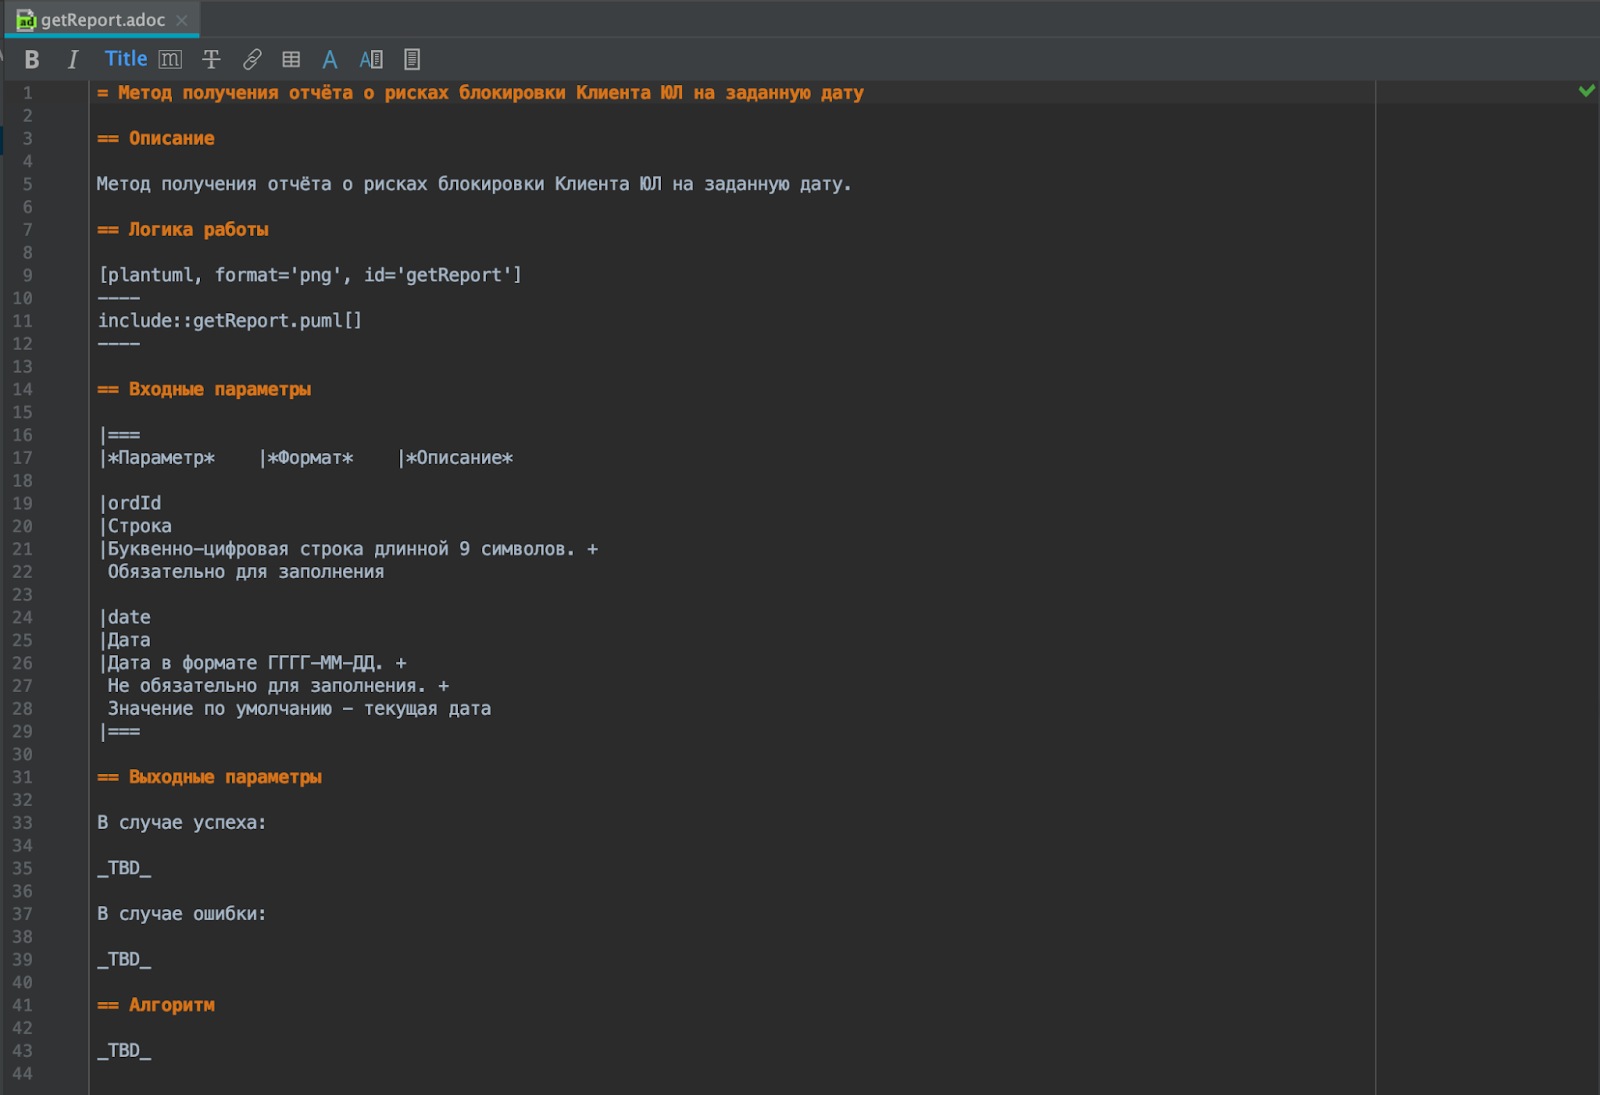 getReport.adoc
B I Title m T A A
1 = Метод получения отчёта о рисках блокировки Клиента ЮЛ на заданную дату
2
3 == Описание
4
5 Метод получения отчёта о рисках блокировки Клиента ЮЛ на заданную дату.
6
7 == Логика работы
8
9 [plantuml, format='png', id='getReport']
10 ----
11 include::getReport.puml[]
12 ----
13
14 == Входные параметры
15
16 |===
17 |*Параметр* |*Формат* |*Описание*
18
19 |ordId
20 |Строка
21 |Буквенно-цифровая строка длинной 9 символов. +
22 Обязательно для заполнения
23
24 |date
25 |Дата
26 |Дата в формате ГГГГ-ММ-ДД. +
27 Не обязательно для заполнения. +
28 Значение по умолчанию - текущая дата
29 |===
30
31 == Выходные параметры
32
33 В случае успеха:
34
35 _TBD_
36
37 В случае ошибки:
38
39 _TBD_
40
41 == Алгоритм
42
43 _TBD_
44